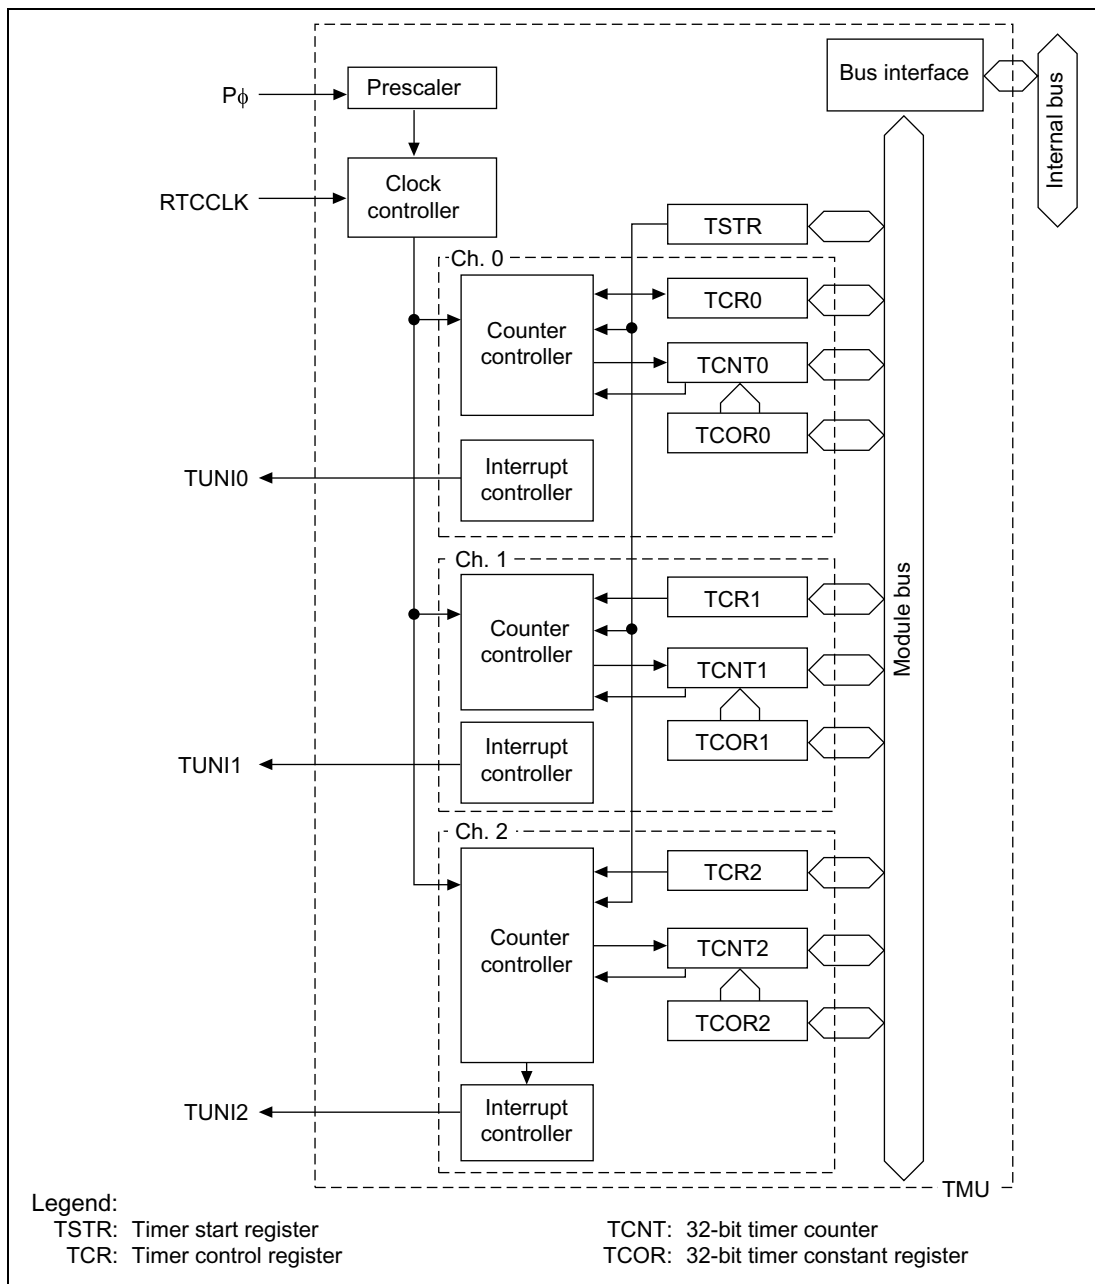 Prescaler
Bus interface
Pϕ
Internal bus
Clock
controller
RTCCLK
TSTR
Ch. 0
TCR0
Counter
controller
TCNT0
TCOR0
Interrupt
controller
TUNI0
Ch. 1
TCR1
Counter
controller
TCNT1
Module bus
TCOR1
Interrupt
controller
TUNI1
Ch. 2
TCR2
Counter
controller
TCNT2
TCOR2
Interrupt
controller
TUNI2
TMU
Legend:
TSTR: Timer start register
TCR: Timer control register
TCNT: 32-bit timer counter
TCOR: 32-bit timer constant register